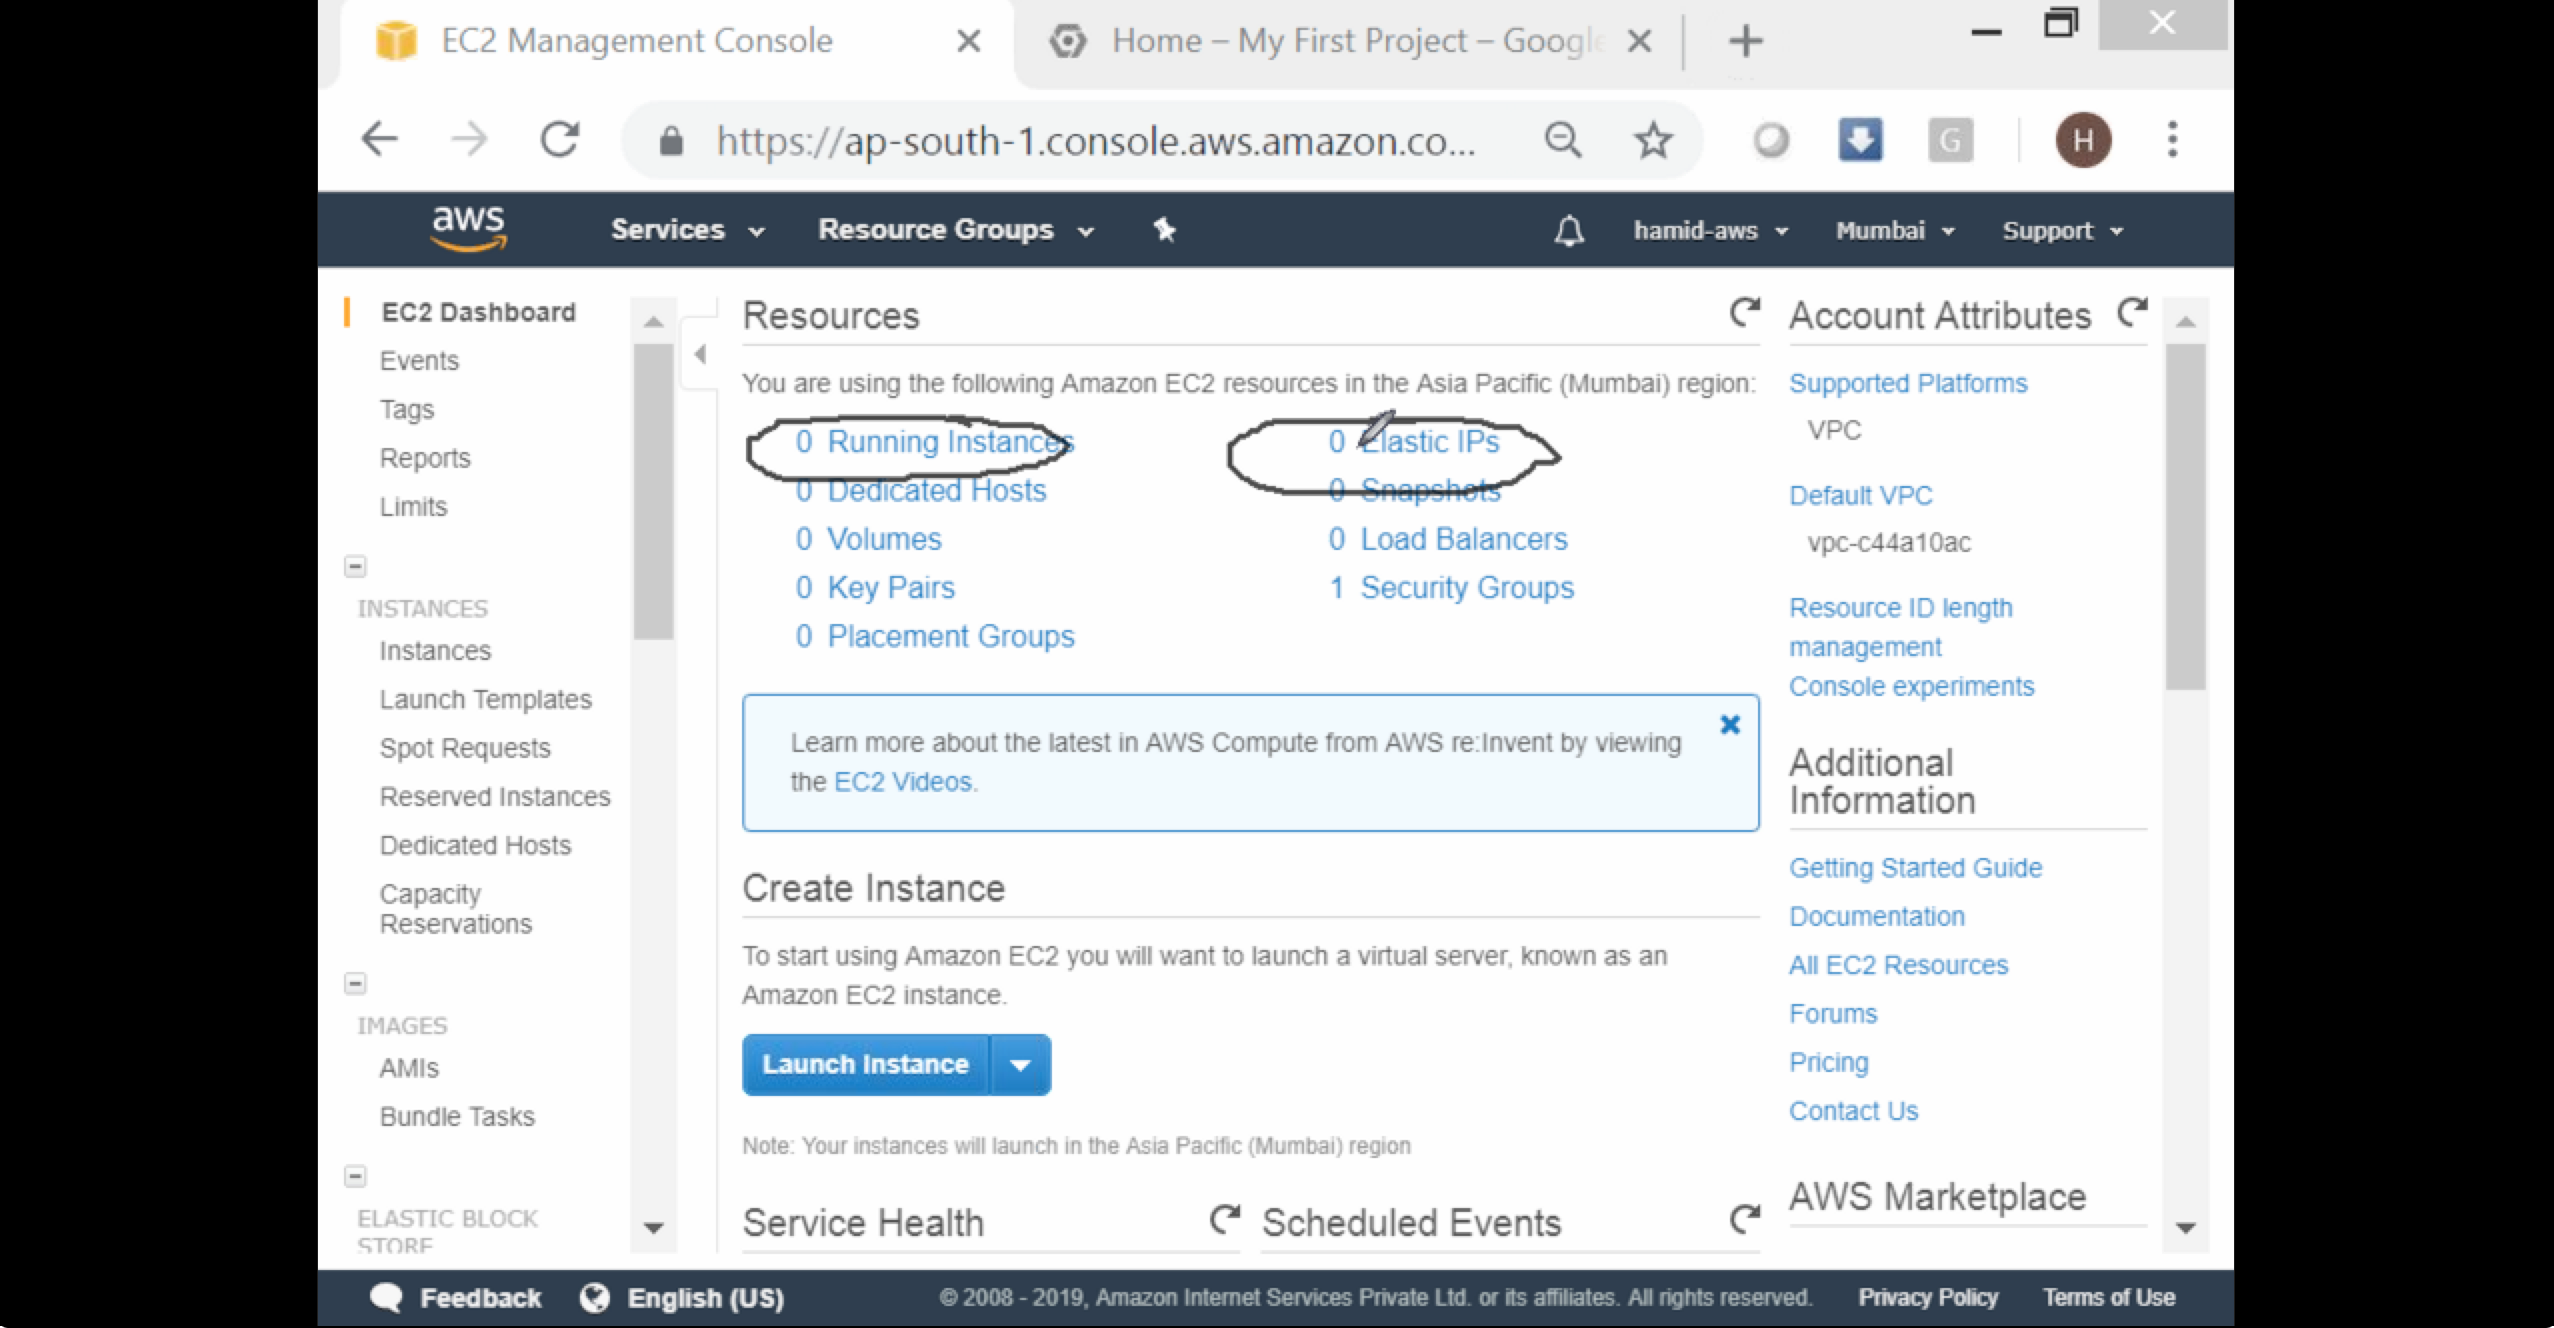 EC2 Management Console
Home – My First Project – Google
https://ap-south-1.console.aws.amazon.co...
G
H
aws
Services
Resource Groups
hamid-aws
Mumbai
Support
EC2 Dashboard
Events
Tags
Reports
Limits
INSTANCES
Instances
Launch Templates
Spot Requests
Reserved Instances
Dedicated Hosts
Capacity
Reservations
IMAGES
AMIs
Bundle Tasks
ELASTIC BLOCK
STORE
Resources
You are using the following Amazon EC2 resources in the Asia Pacific (Mumbai) region:
0 Running Instances
0 Elastic IPs
0 Dedicated Hosts
0 Snapshots
0 Volumes
0 Load Balancers
0 Key Pairs
1 Security Groups
0 Placement Groups
Learn more about the latest in AWS Compute from AWS re:Invent by viewing
the EC2 Videos.
Create Instance
To start using Amazon EC2 you will want to launch a virtual server, known as an
Amazon EC2 instance.
Launch Instance
Note: Your instances will launch in the Asia Pacific (Mumbai) region
Service Health
Scheduled Events
Account Attributes
Supported Platforms
VPC
Default VPC
vpc-c44a10ac
Resource ID length
management
Console experiments
Additional
Information
Getting Started Guide
Documentation
All EC2 Resources
Forums
Pricing
Contact Us
AWS Marketplace
Feedback
English (US)
© 2008 - 2019, Amazon Internet Services Private Ltd. or its affiliates. All rights reserved.
Privacy Policy
Terms of Use